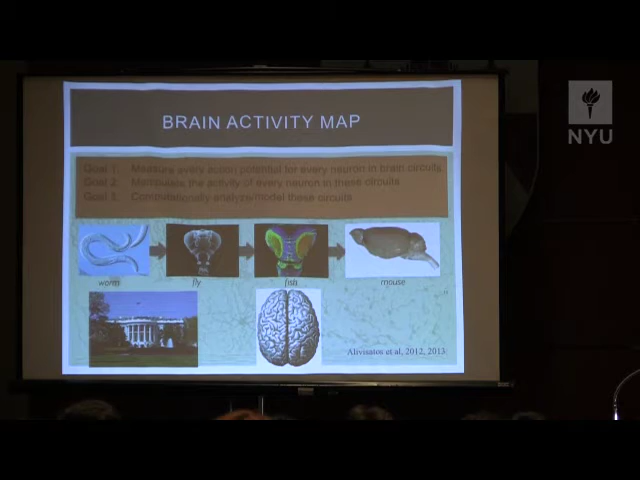 NYU
BRAIN ACTIVITY MAP
Goal 1: Measure every action potential for every neuron in brain circuits
Goal 2: Manipulate the activity of every neuron in these circuits
Goal 3: Computationally analyze/model these circuits
worm
fly
fish
mouse
Alivisatos et al, 2012, 2013